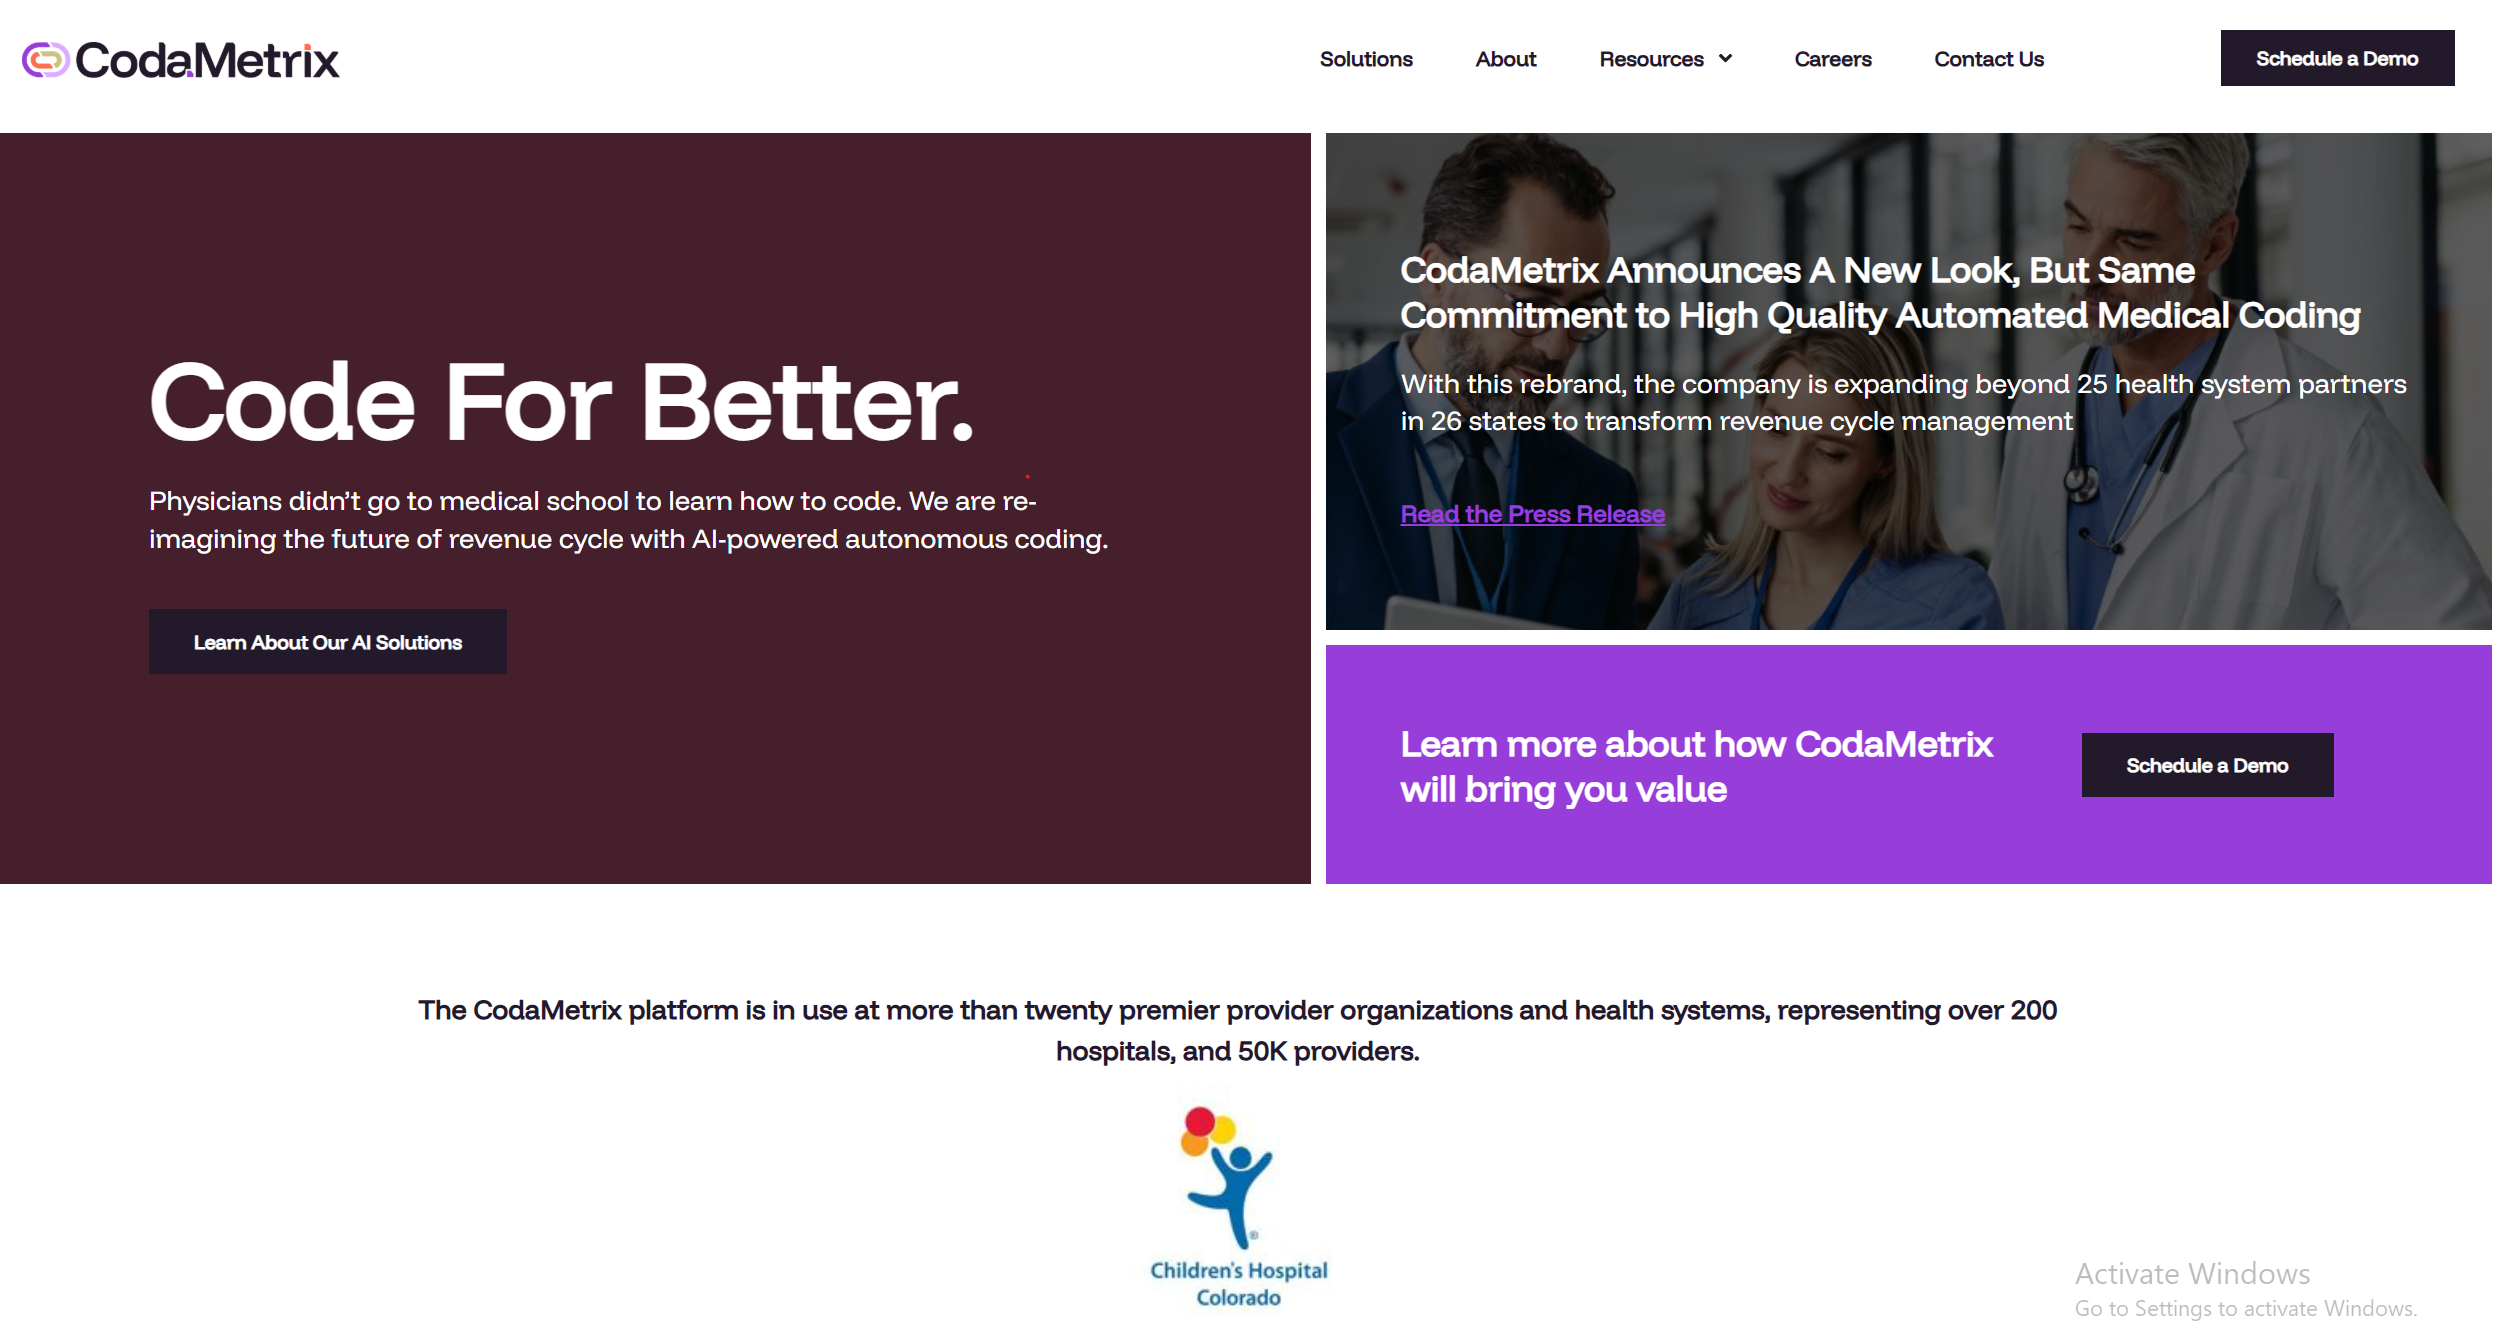 CodaMetrix
Solutions
About
Resources
Careers
Contact Us
Schedule a Demo
Code For Better.
Physicians didn’t go to medical school to learn how to code. We are re-
imagining the future of revenue cycle with AI-powered autonomous coding.
Learn About Our AI Solutions
CodaMetrix Announces A New Look, But Same
Commitment to High Quality Automated Medical Coding
With this rebrand, the company is expanding beyond 25 health system partners
in 26 states to transform revenue cycle management
Read the Press Release
Learn more about how CodaMetrix
will bring you value
Schedule a Demo
The CodaMetrix platform is in use at more than twenty premier provider organizations and health systems, representing over 200
hospitals, and 50K providers.
®
Children's Hospital
Colorado
Activate Windows
Go to Settings to activate Windows.